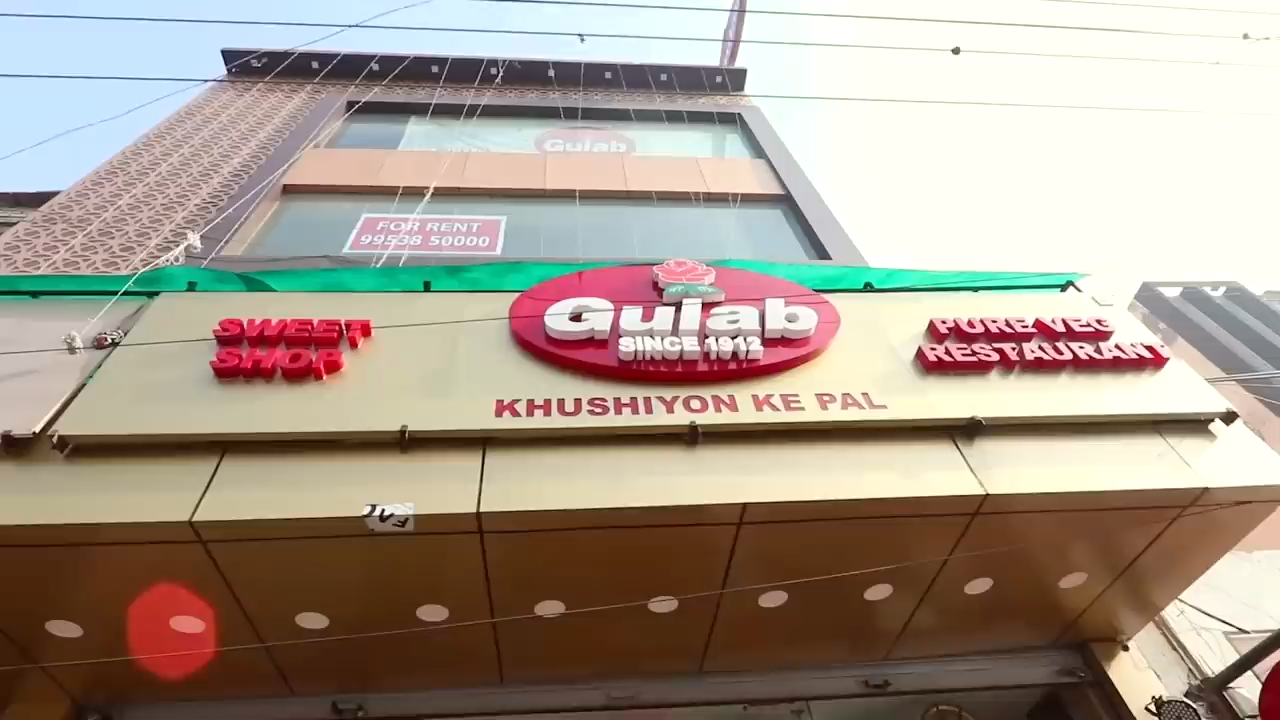 Gulab
FOR RENT
99538 50000
SWEET
SHOP
Gulab
SINCE 1912
KHUSHIYON KE PAL
PURE VEG
RESTAURANT